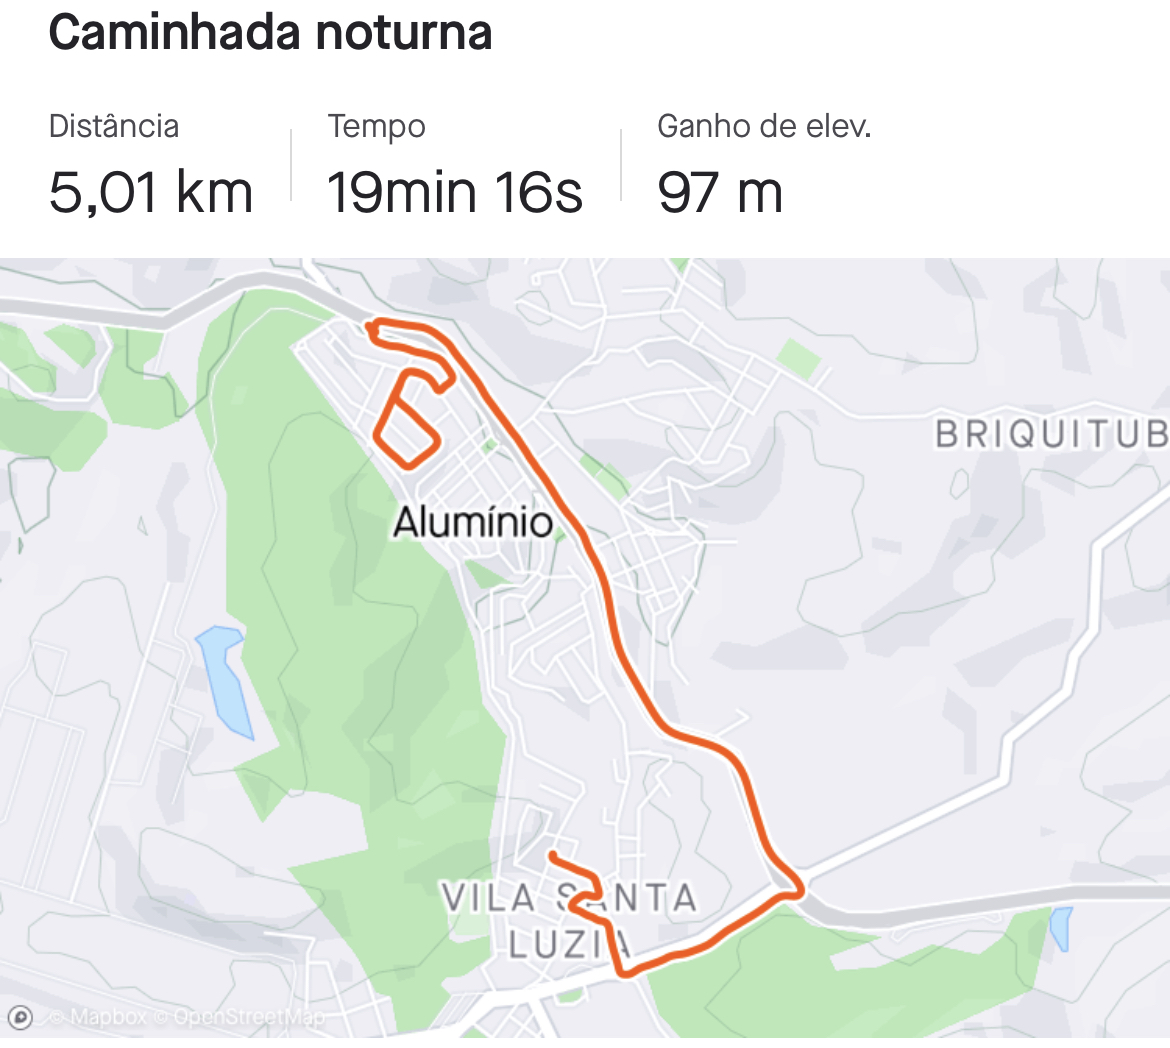 Caminhada noturna
Distância Tempo Ganho de elev.
5,01 km 19min 16s 97 m
BRIQUITUB
Alumínio
VILA SANTA
LUZIA
© Mapbox © OpenStreetMap